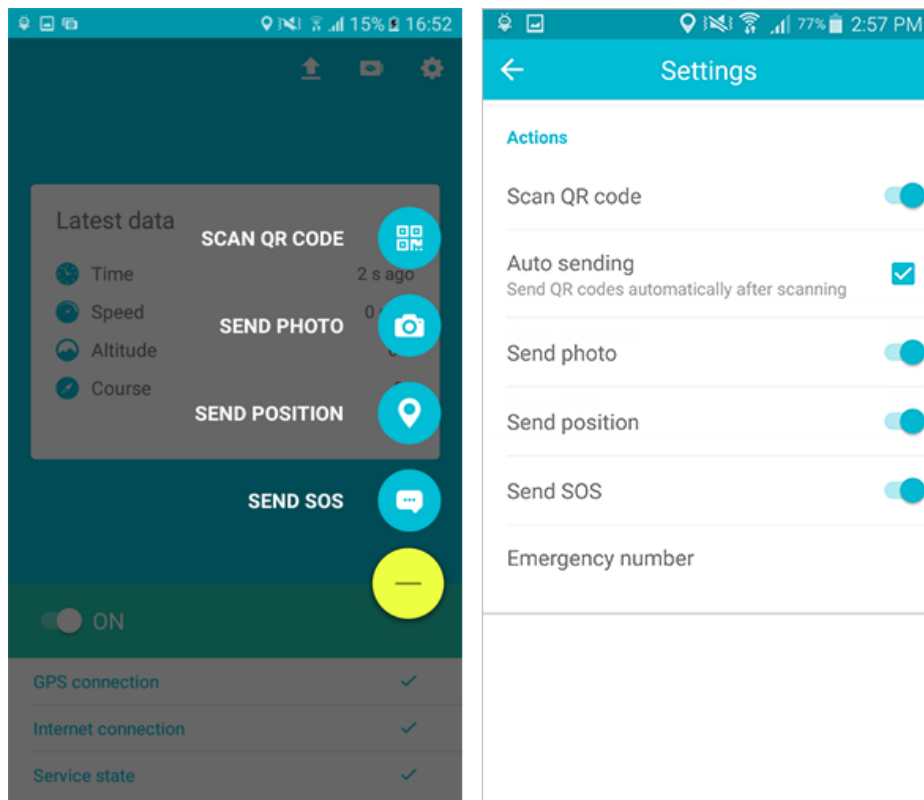 15% 16:52
Latest data
SCAN QR CODE
Time 2 s ago
Speed 0
SEND PHOTO
Altitude
Course
SEND POSITION
SEND SOS
ON
GPS connection
Internet connection
Service state
77% 2:57 PM
Settings
Actions
Scan QR code
Auto sending
Send QR codes automatically after scanning
Send photo
Send position
Send SOS
Emergency number